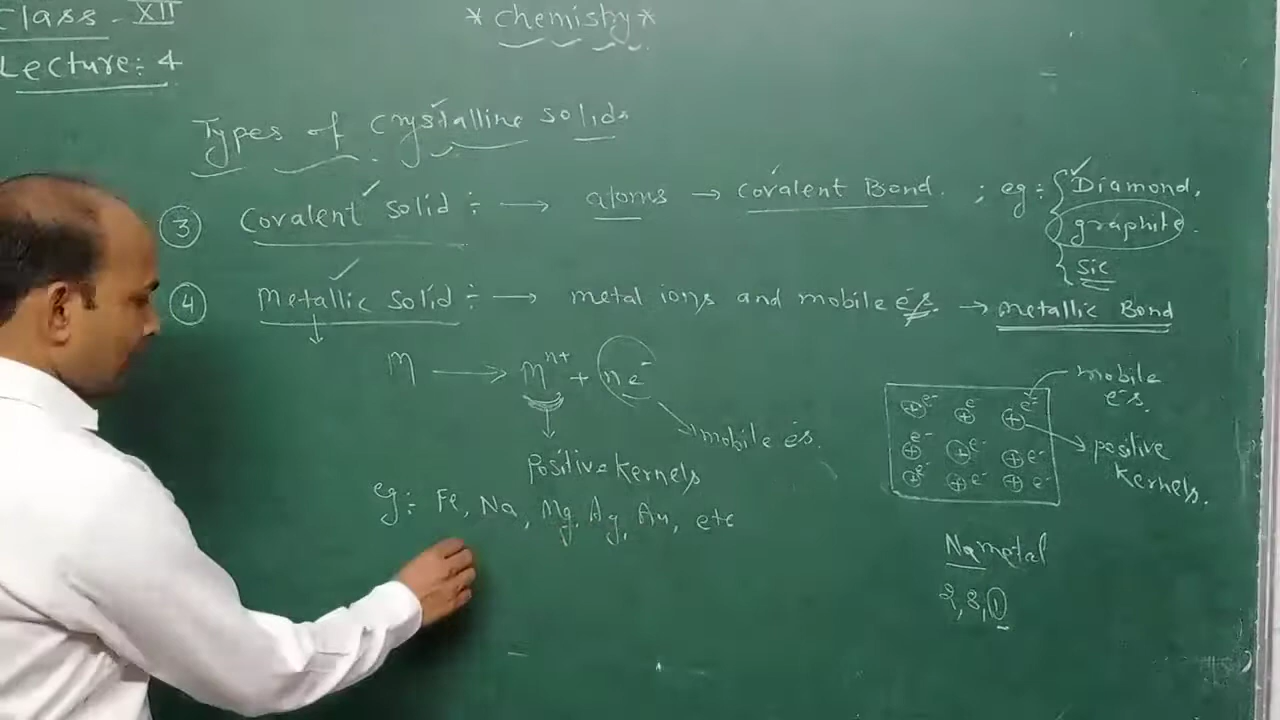 Class - XII
* Chemistry *
Lecture:- 4
Types of Crystalline solids
③ Covalent solid :- → atoms → covalent Bond. ; eg :- { Diamond,
graphite.
Sic
④ Metallic solid :- → metal ions and mobile e⁻s. → metallic Bond
M → M^{n+} + ne⁻
mobile e⁻s.
Positive kernels
eg :- Fe, Na, Mg, Ag, Au, etc
mobile e⁻s.
⊕ e⁻ ⊕ e⁻ ⊕ e⁻
⊕ e⁻ ⊕ e⁻ ⊕ e⁻
⊕ e⁻ ⊕ e⁻ ⊕ e⁻
positive kernels.
Na metal
2, 8, 1